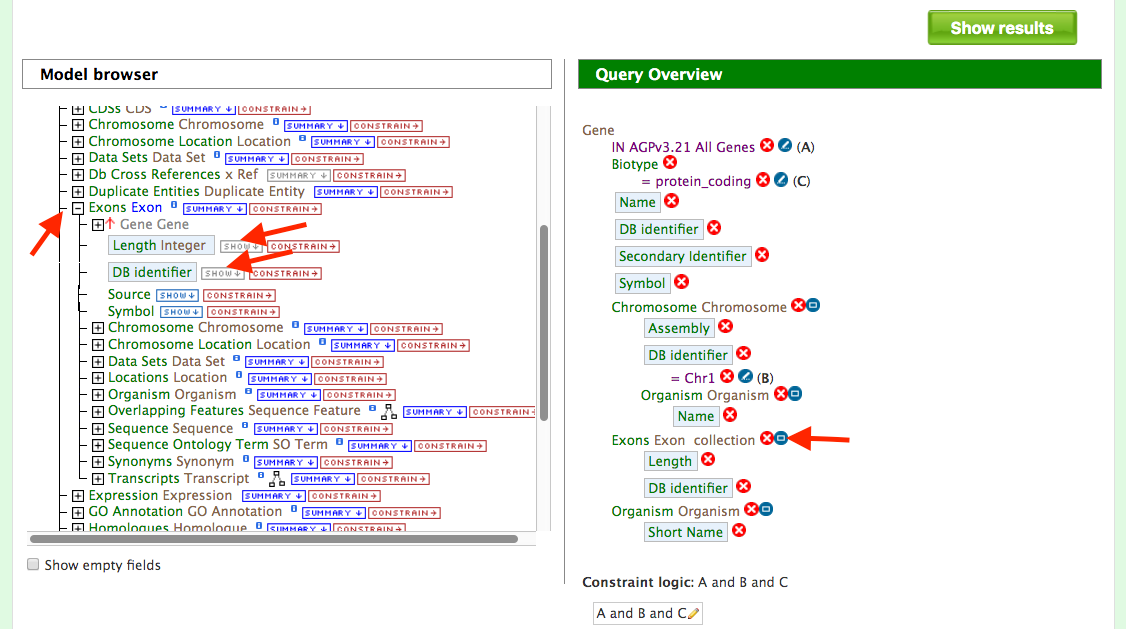 Show results
Model browser
CDSs CDS SUMMARY CONSTRAIN
Chromosome Chromosome SUMMARY CONSTRAIN
Chromosome Location Location SUMMARY CONSTRAIN
Data Sets Data Set SUMMARY CONSTRAIN
Db Cross References x Ref SUMMARY CONSTRAIN
Duplicate Entities Duplicate Entity SUMMARY CONSTRAIN
Exons Exon SUMMARY CONSTRAIN
Gene Gene
Length Integer SHOW CONSTRAIN
DB identifier SHOW CONSTRAIN
Source SHOW CONSTRAIN
Symbol SHOW CONSTRAIN
Chromosome Chromosome SUMMARY CONSTRAIN
Chromosome Location Location SUMMARY CONSTRAIN
Data Sets Data Set SUMMARY CONSTRAIN
Locations Location SUMMARY CONSTRAIN
Organism Organism SUMMARY CONSTRAIN
Overlapping Features Sequence Feature SUMMARY CONSTRAIN
Sequence Sequence SUMMARY CONSTRAIN
Sequence Ontology Term SO Term SUMMARY CONSTRAIN
Synonyms Synonym SUMMARY CONSTRAIN
Transcripts Transcript SUMMARY CONSTRAIN
Expression Expression SUMMARY CONSTRAIN
GO Annotation GO Annotation SUMMARY CONSTRAIN
Homologues Homologue SUMMARY CONSTRAIN
Show empty fields
Query Overview
Gene
IN AGPv3.21 All Genes (A)
Biotype
= protein_coding (C)
Name
DB identifier
Secondary Identifier
Symbol
Chromosome Chromosome
Assembly
DB identifier
= Chr1 (B)
Organism Organism
Name
Exons Exon collection
Length
DB identifier
Organism Organism
Short Name
Constraint logic: A and B and C
A and B and C